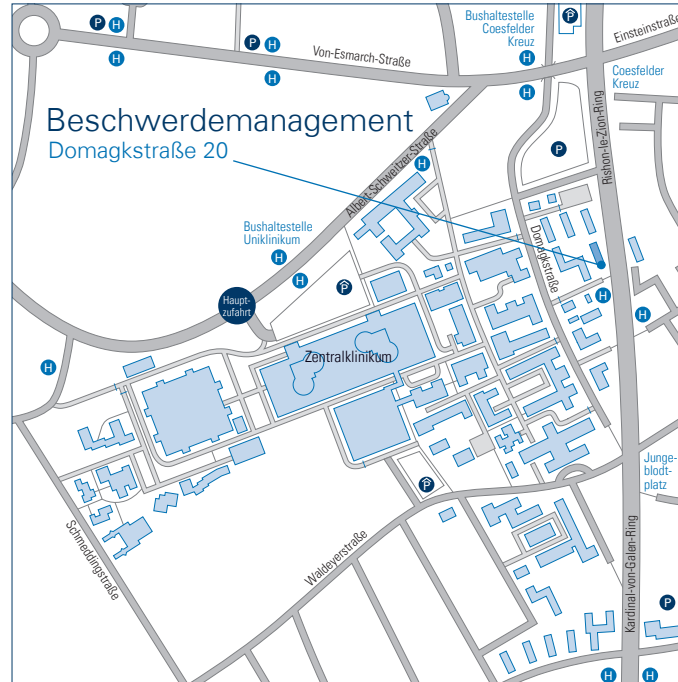 P
H
H
P
H
H
Von-Esmarch-Straße
Bushaltestelle
Coesfelder
Kreuz
H
H
P
Einsteinstraße
Coesfelder
Kreuz
Beschwerdemanagement
Domagkstraße 20
Albert-Schweitzer-Straße
H
P
Rishon-le-Zion-Ring
Domagkstraße
Bushaltestelle
Uniklinikum
H
H
P
Haupt-
zufahrt
H
H
Zentralklinikum
H
Junge-
blodt-
platz
P
Schmeddingstraße
Waldeyerstraße
Kardinal-von-Galen-Ring
P
H
H